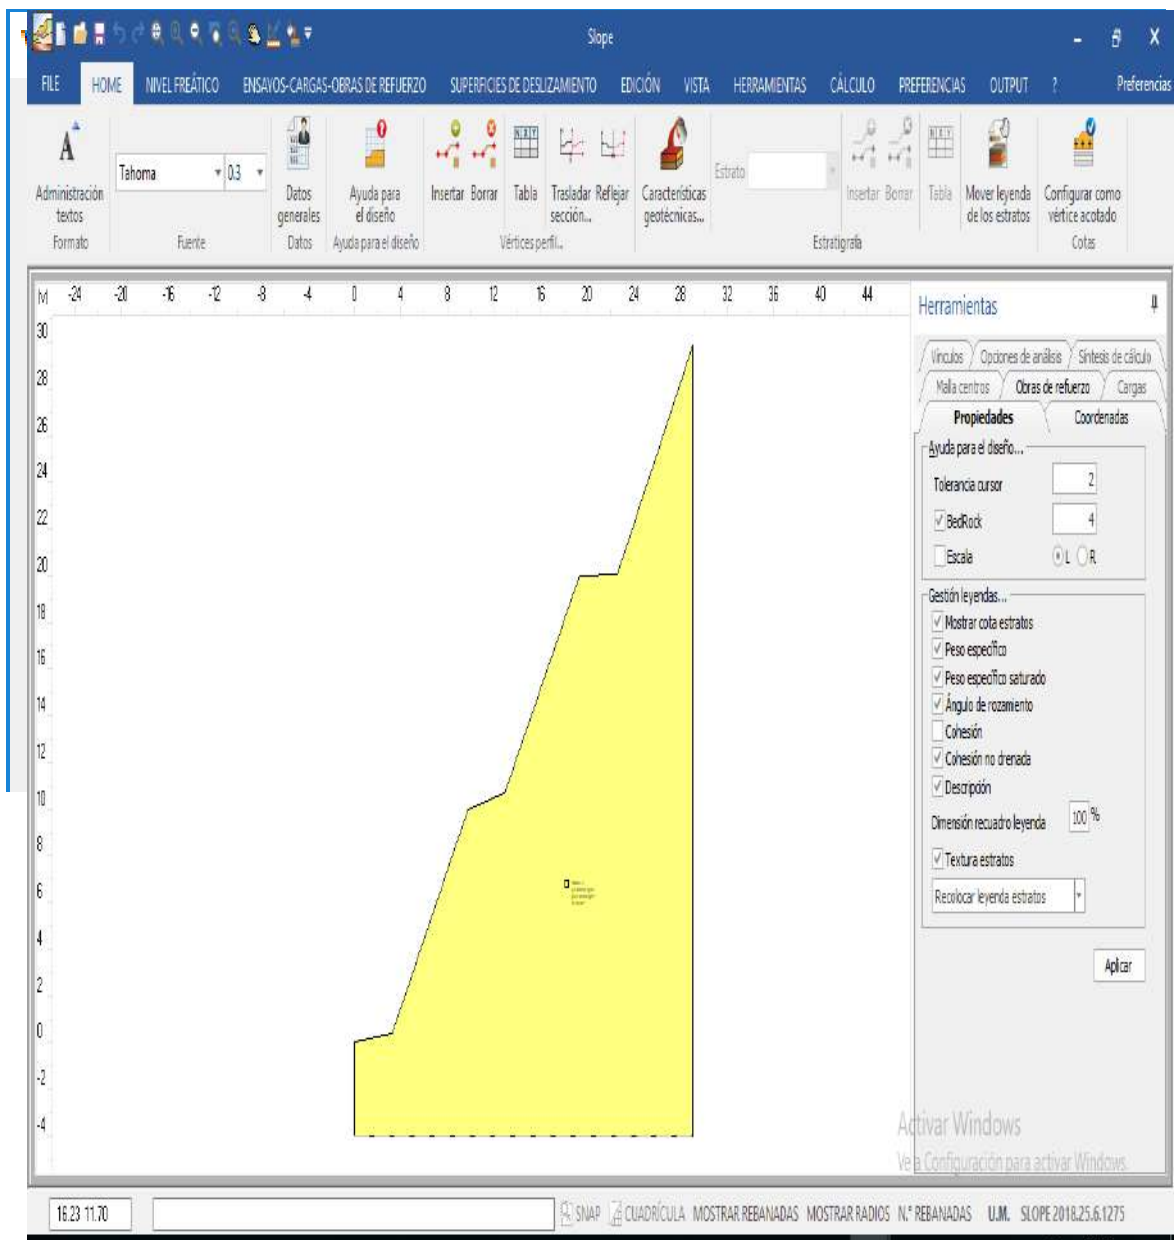 Slope
FILE HOME NIVEL FREÁTICO ENSAYOS-CARGAS-OBRAS DE REFUERZO SUPERFICIES DE DESLIZAMIENTO EDICIÓN VISTA HERRAMIENTAS CÁLCULO PREFERENCIAS OUTPUT ? Preferencias
Tahoma 0.3 Estrato
Administración textos
Datos generales
Ayuda para el diseño
Insertar Borrar Tabla
Trasladar sección...
Reflejar
Características geotécnicas...
Insertar Borrar Tabla
Mover leyenda de los estratos
Configurar como vértice acotado
Formato Fuente Datos Ayuda para el diseño Vértices perfil... Estratigrafía Cotas
M -24 -20 -16 -12 -8 -4 0 4 8 12 16 20 24 28 32 36 40 44
30
28
26
24
22
20
18
16
14
12
10
8
6
4
2
0
-2
-4
Herramientas
Vínculos Opciones de análisis Síntesis de cálculo
Malla centros Obras de refuerzo Cargas
Propiedades Coordenadas
Ayuda para el diseño...
Tolerancia cursor 2
BedRock 4
Escala L R
Gestión leyendas...
Mostrar cota estratos
Peso específico
Peso específico saturado
Ángulo de rozamiento
Cohesión
Cohesión no drenada
Descripción
Dimensión recuadro leyenda 100 %
Textura estratos
Recolocar leyenda estratos
Aplicar
Activar Windows
Ve a Configuración para activar Windows.
16.23 11.70 SNAP CUADRÍCULA MOSTRAR REBANADAS MOSTRAR RADIOS N.° REBANADAS U.M. SLOPE 2018.25.6.1275